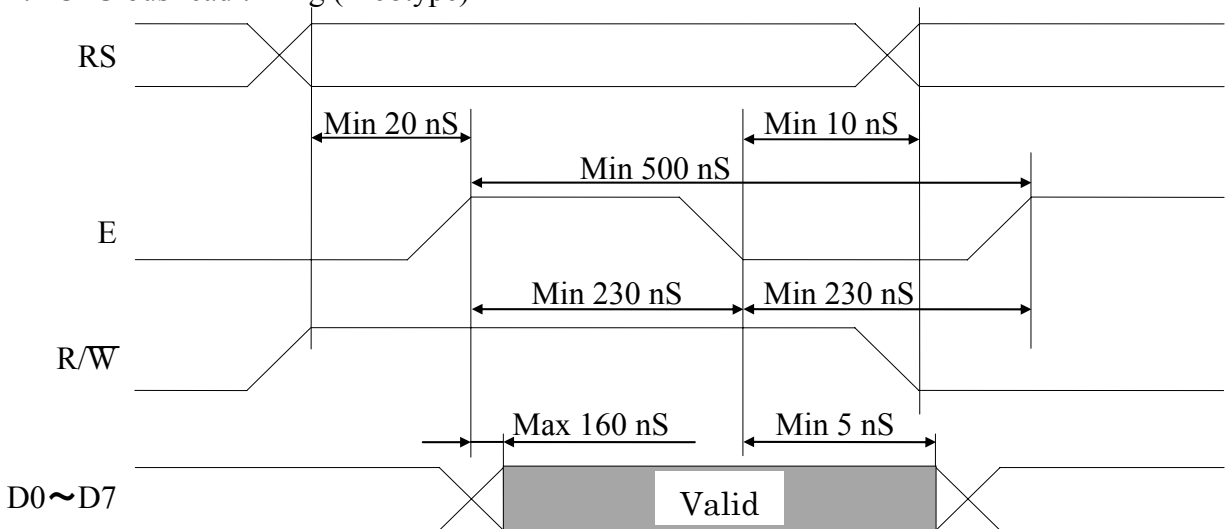 RS
Min 20 nS
Min 10 nS
Min 500 nS
E
Min 230 nS
Min 230 nS
R/W̅
Max 160 nS
Min 5 nS
D0～D7
Valid